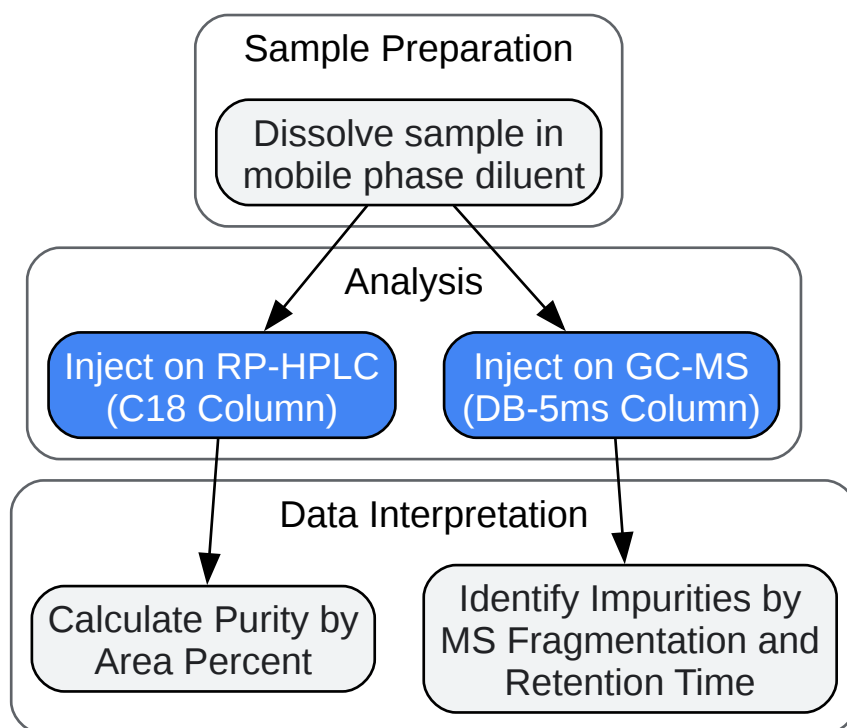 Sample Preparation
Dissolve sample in
mobile phase diluent
Analysis
Inject on RP-HPLC
(C18 Column)
Inject on GC-MS
(DB-5ms Column)
Data Interpretation
Calculate Purity by
Area Percent
Identify Impurities by
MS Fragmentation and
Retention Time